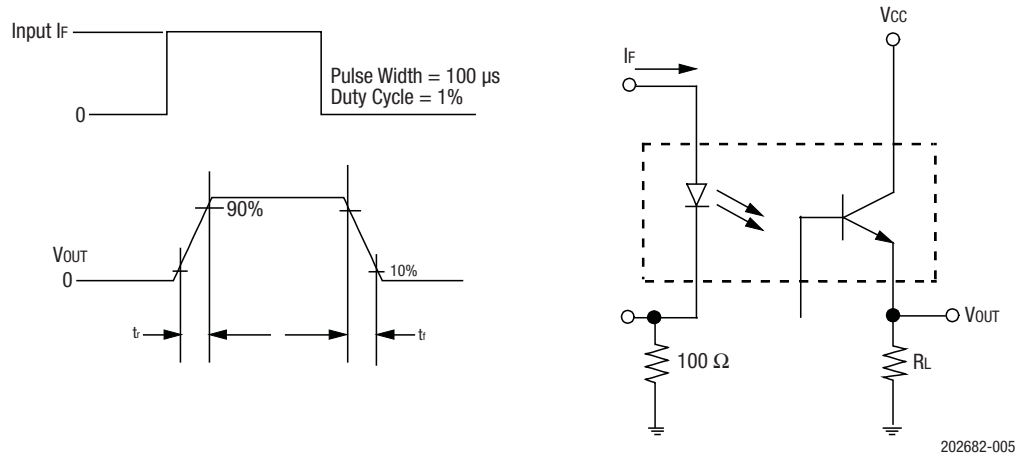 Input IF
0
Pulse Width = 100 µs
Duty Cycle = 1%
VOUT
0
90%
10%
tr
tf
VCC
IF
VOUT
100 Ω
RL
202682-005